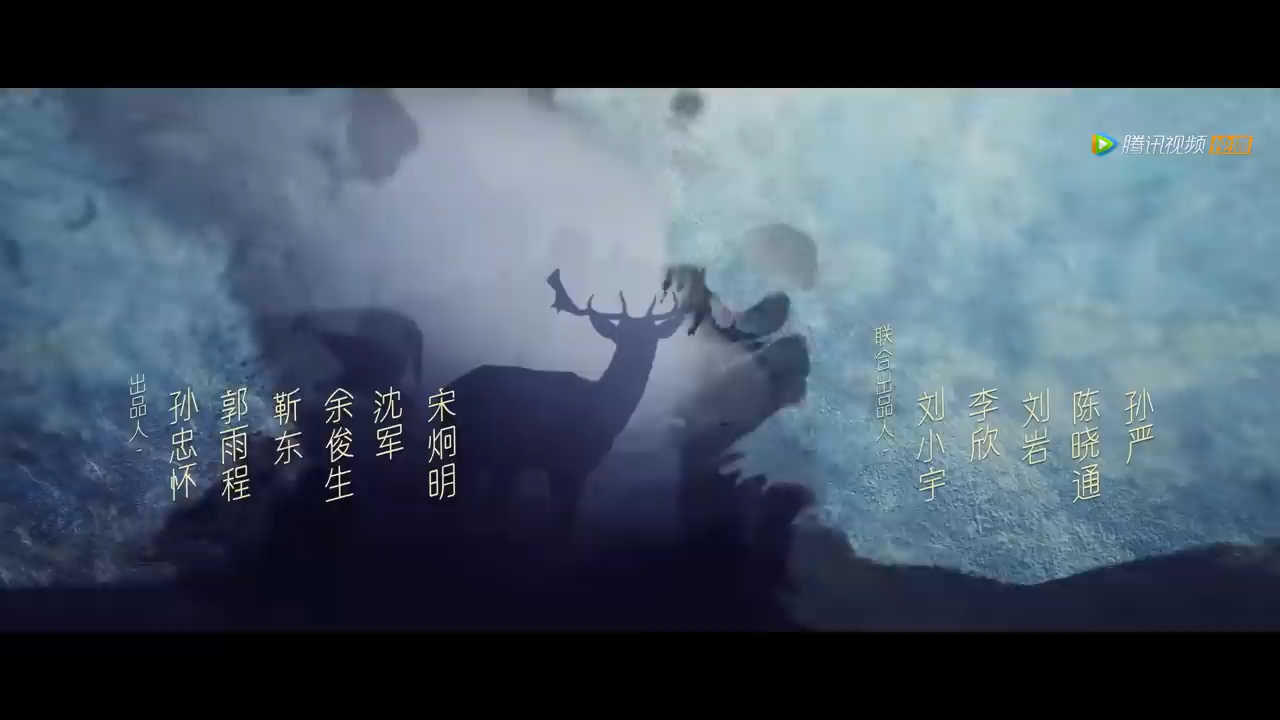 腾讯视频
出品人
孙忠怀
郭雨程
靳东
余俊生
沈军
宋炯明
联合出品人
刘小宇
李欣
刘岩
陈晓通
孙严